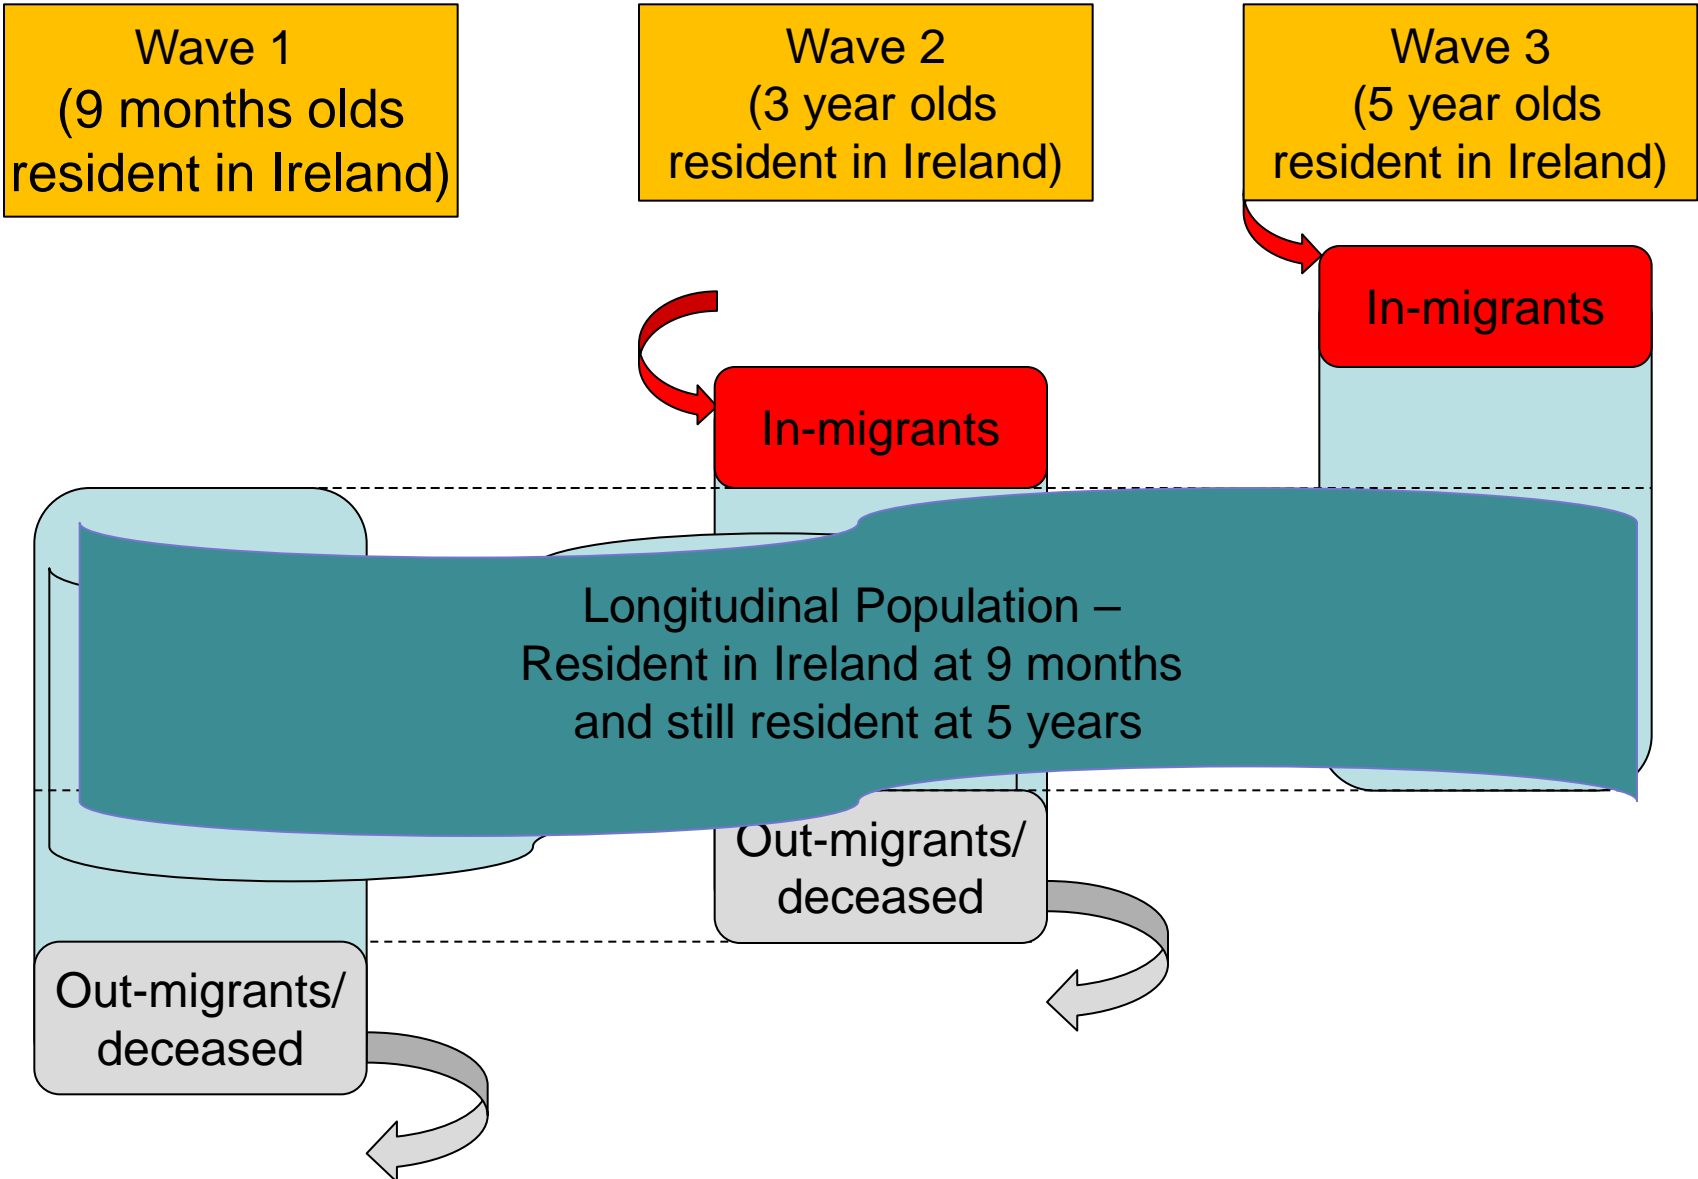 Wave 1
(9 months olds
resident in Ireland)
Wave 2
(3 year olds
resident in Ireland)
Wave 3
(5 year olds
resident in Ireland)
In-migrants
In-migrants
Longitudinal Population –
Resident in Ireland at 9 months
and still resident at 5 years
Out-migrants/
deceased
Out-migrants/
deceased